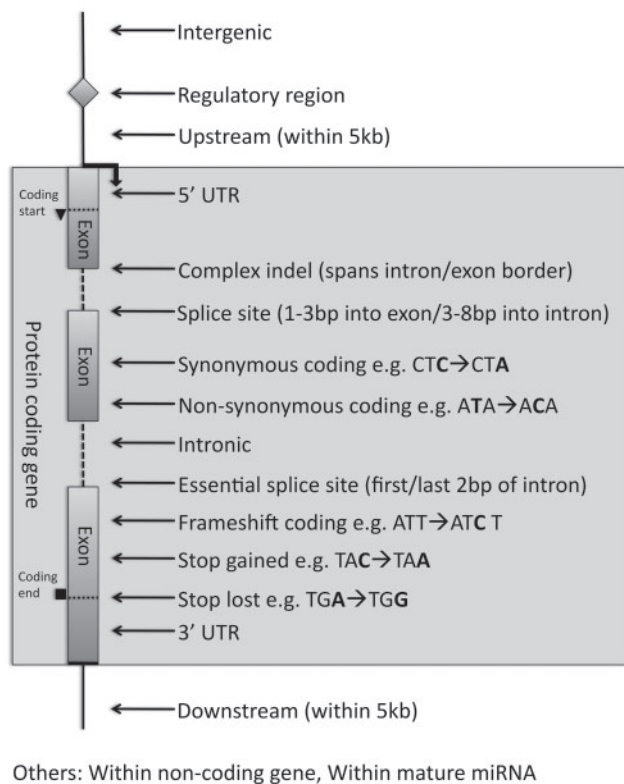 Intergenic
Regulatory region
Upstream (within 5kb)
Coding
start
5’ UTR
Exon
Complex indel (spans intron/exon border)
Splice site (1-3bp into exon/3-8bp into intron)
Protein coding gene
Exon
Synonymous coding e.g. CTC→CTA
Non-synonymous coding e.g. ATA→ACA
Intronic
Essential splice site (first/last 2bp of intron)
Exon
Frameshift coding e.g. ATT→ATC T
Stop gained e.g. TAC→TAA
Coding
end
Stop lost e.g. TGA→TGG
3’ UTR
Downstream (within 5kb)
Others: Within non-coding gene, Within mature miRNA